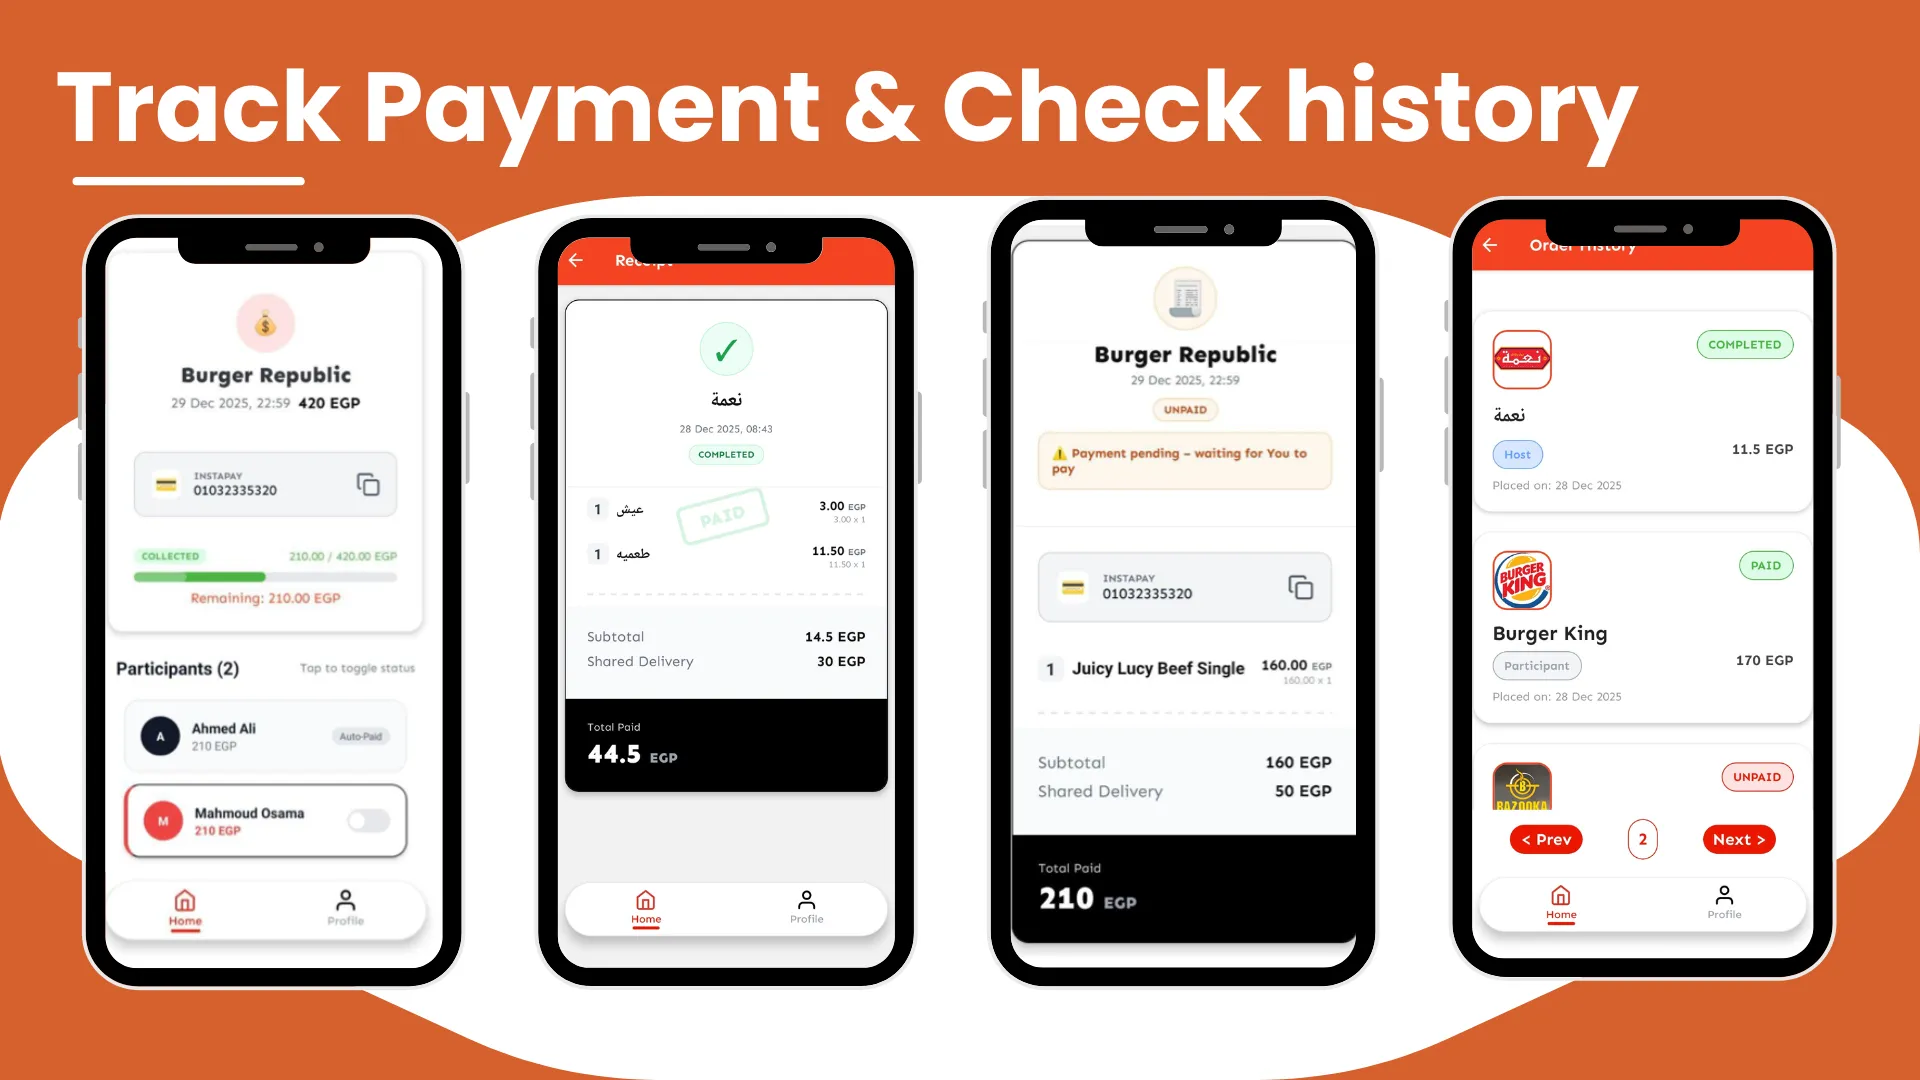 Track Payment & Check history
Burger Republic
29 Dec 2025, 22:59 420 EGP
INSTAPAY
01032335320
COLLECTED 210.00 / 420.00 EGP
Remaining: 210.00 EGP
Participants (2) Tap to toggle status
A Ahmed Ali
210 EGP
Auto-Paid
M Mahmoud Osama
210 EGP
Home Profile
Receipt
✓
نعمة
28 Dec 2025, 08:43
COMPLETED
1 عيش 3.00 EGP
3.00 x 1
PAID
1 طعميه 11.50 EGP
11.50 x 1
Subtotal 14.5 EGP
Shared Delivery 30 EGP
Total Paid
44.5 EGP
Home Profile
Burger Republic
29 Dec 2025, 22:59
UNPAID
⚠️ Payment pending – waiting for You to
pay
INSTAPAY
01032335320
1 Juicy Lucy Beef Single 160.00 EGP
160.00 x 1
Subtotal 160 EGP
Shared Delivery 50 EGP
Total Paid
210 EGP
Order History
نعمة
COMPLETED
نعمة
Host 11.5 EGP
Placed on: 28 Dec 2025
BURGER
KING
PAID
Burger King
Participant 170 EGP
Placed on: 28 Dec 2025
B
BAZOOKA
UNPAID
< Prev 2 Next >
Home Profile